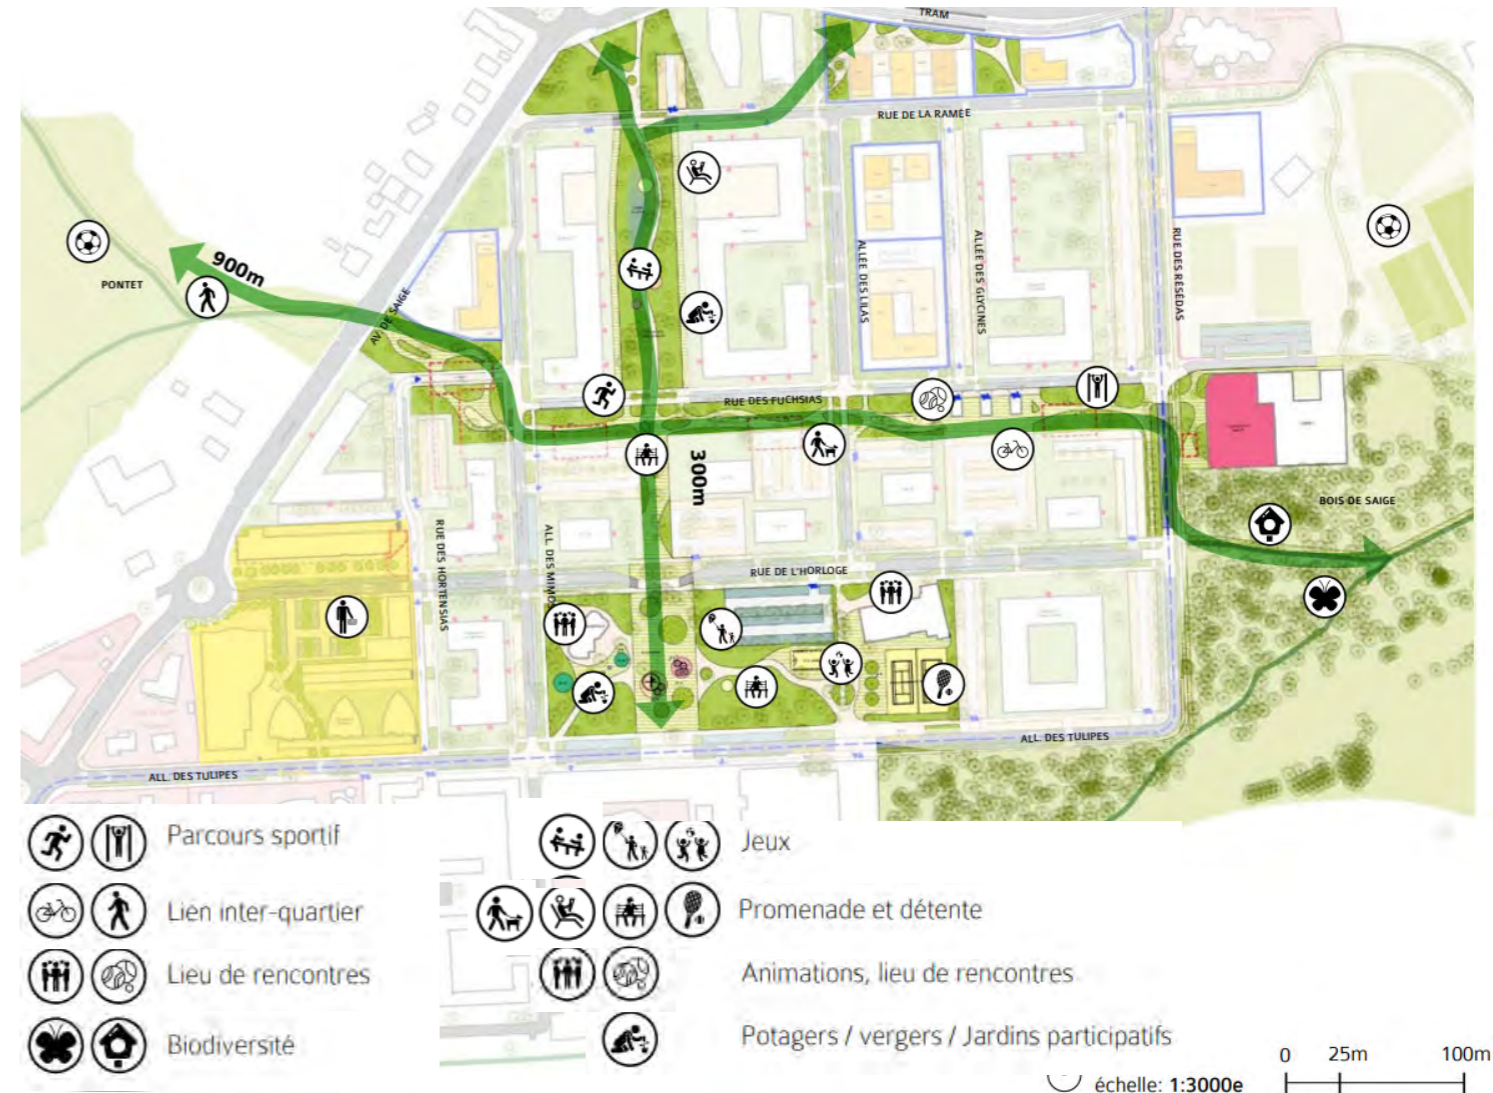 TRAM
RUE DE LA RAMÉE
900m
PONTET
AV. DE SAIGE
ALLÉE DES LILAS
ALLÉE DES GLYCINES
RUE DES RÉSÉDAS
RUE DES FUCHSIAS
300m
BOIS DE SAIGE
RUE DES HORTENSIAS
ALL. DES MIMO
RUE DE L'HORLOGE
ALL. DES TULIPES
ALL. DES TULIPES
Parcours sportif
Lien inter-quartier
Lieu de rencontres
Biodiversité
Jeux
Promenade et détente
Animations, lieu de rencontres
Potagers / vergers / Jardins participatifs
0 25m 100m
échelle: 1:3000e